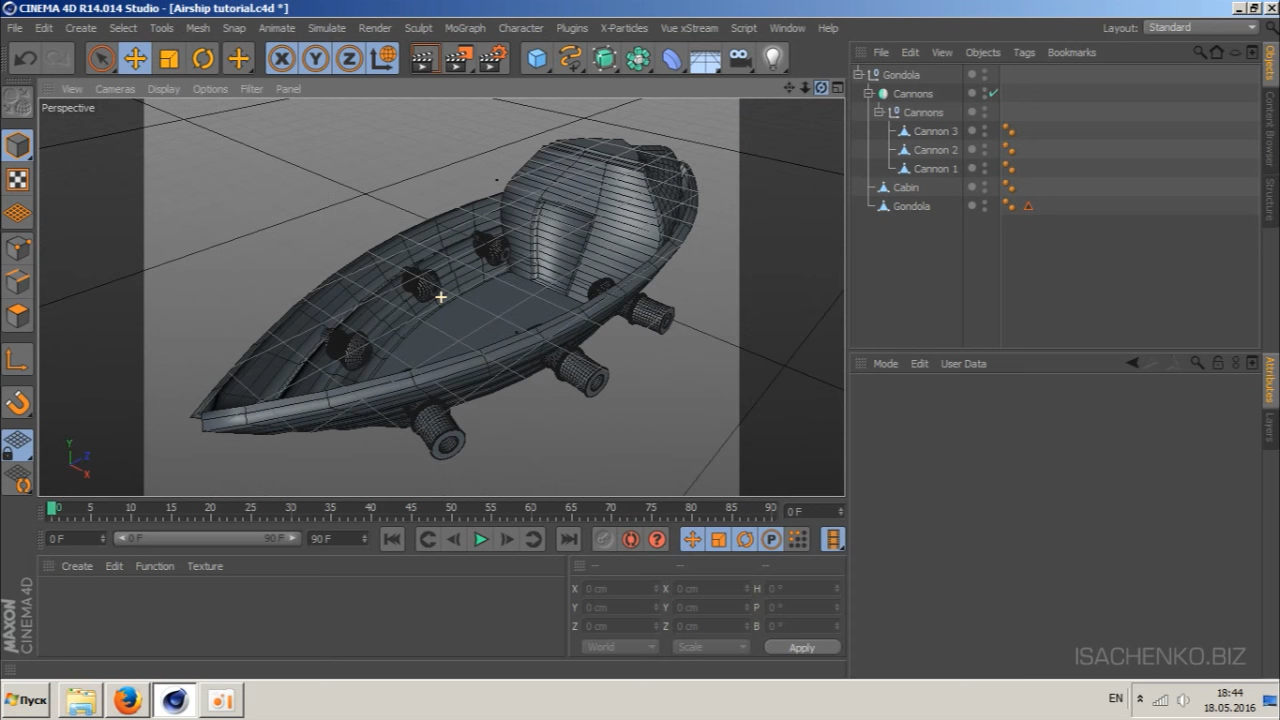 CINEMA 4D R14.014 Studio - [Airship tutorial.c4d *]
File Edit Create Select Tools Mesh Snap Animate Simulate Render Sculpt MoGraph Character Plugins X-Particles Vue xStream Script Window Help Layout: Standard
File Edit View Objects Tags Bookmarks
View Cameras Display Options Filter Panel
Perspective
Gondola
Cannons
Cannons
Cannon 3
Cannon 2
Cannon 1
Cabin
Gondola
Objects
Content Browser
Structure
Mode Edit User Data
Attributes
Layers
X Y Z
Y
Z
X
0 5 10 15 20 25 30 35 40 45 50 55 60 65 70 75 80 85 90 0 F
0 F 0 F 90 F 90 F
Create Edit Function Texture
-- -- --
X 0 cm X 0 cm H 0 °
Y 0 cm Y 0 cm P 0 °
Z 0 cm Z 0 cm B 0 °
World Scale Apply
MAXON
CINEMA 4D
ISACHENKO.BIZ
Пуск
EN
18:44
18.05.2016